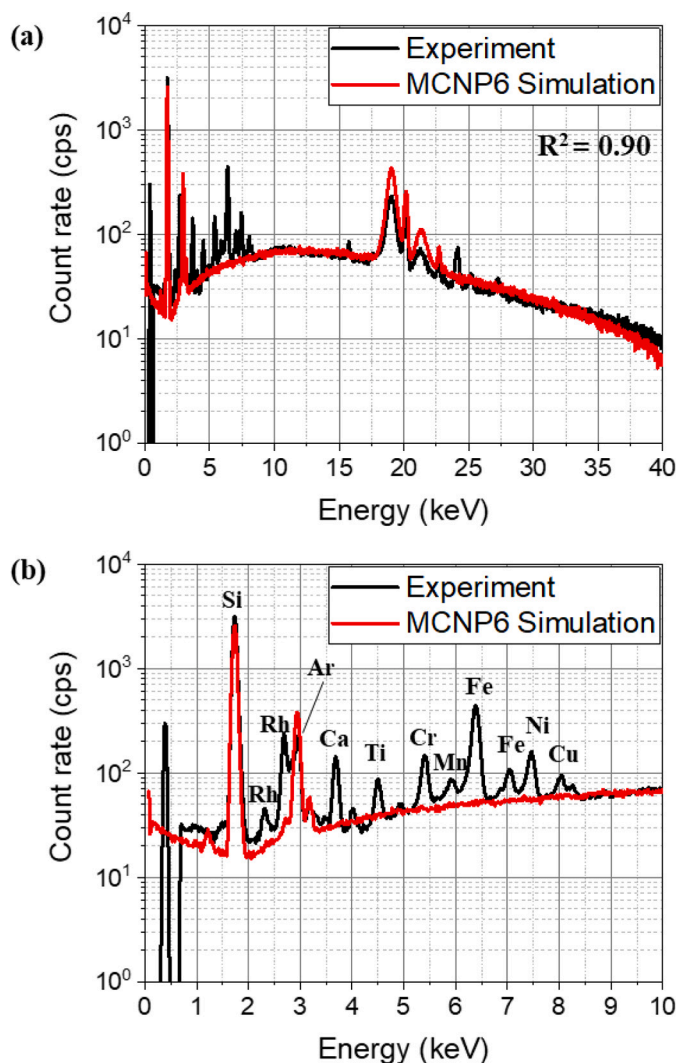 (a)
Experiment
MCNP6 Simulation
R² = 0.90
Count rate (cps)
10⁴
10³
10²
10¹
10⁰
0 5 10 15 20 25 30 35 40
Energy (keV)
(b)
Experiment
MCNP6 Simulation
Si
Ar
Rh
Rh
Ca
Ti
Cr
Mn
Fe
Fe
Ni
Cu
Count rate (cps)
10⁴
10³
10²
10¹
10⁰
0 1 2 3 4 5 6 7 8 9 10
Energy (keV)